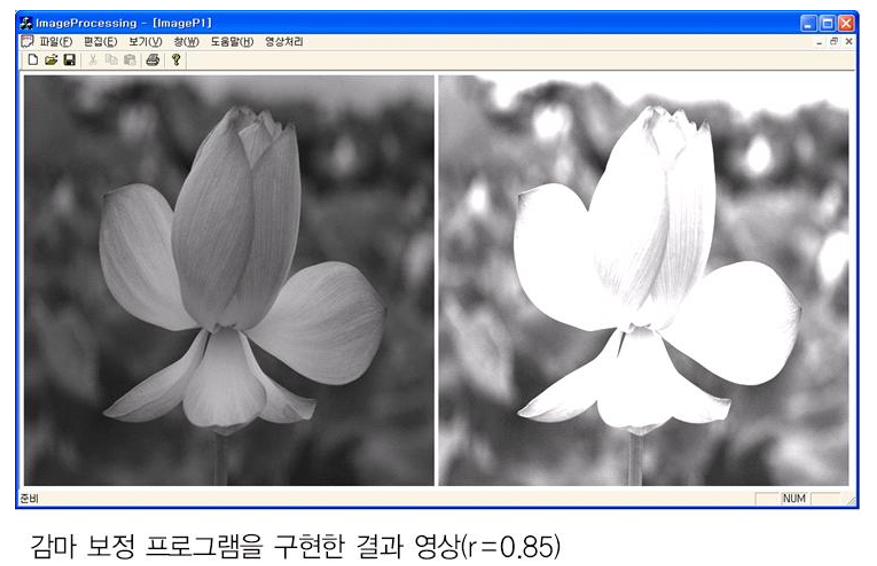 ImageProcessing - [ImageP1]
파일(F) 편집(E) 보기(V) 창(W) 도움말(H) 영상처리
준비 NUM
감마 보정 프로그램을 구현한 결과 영상(r=0.85)